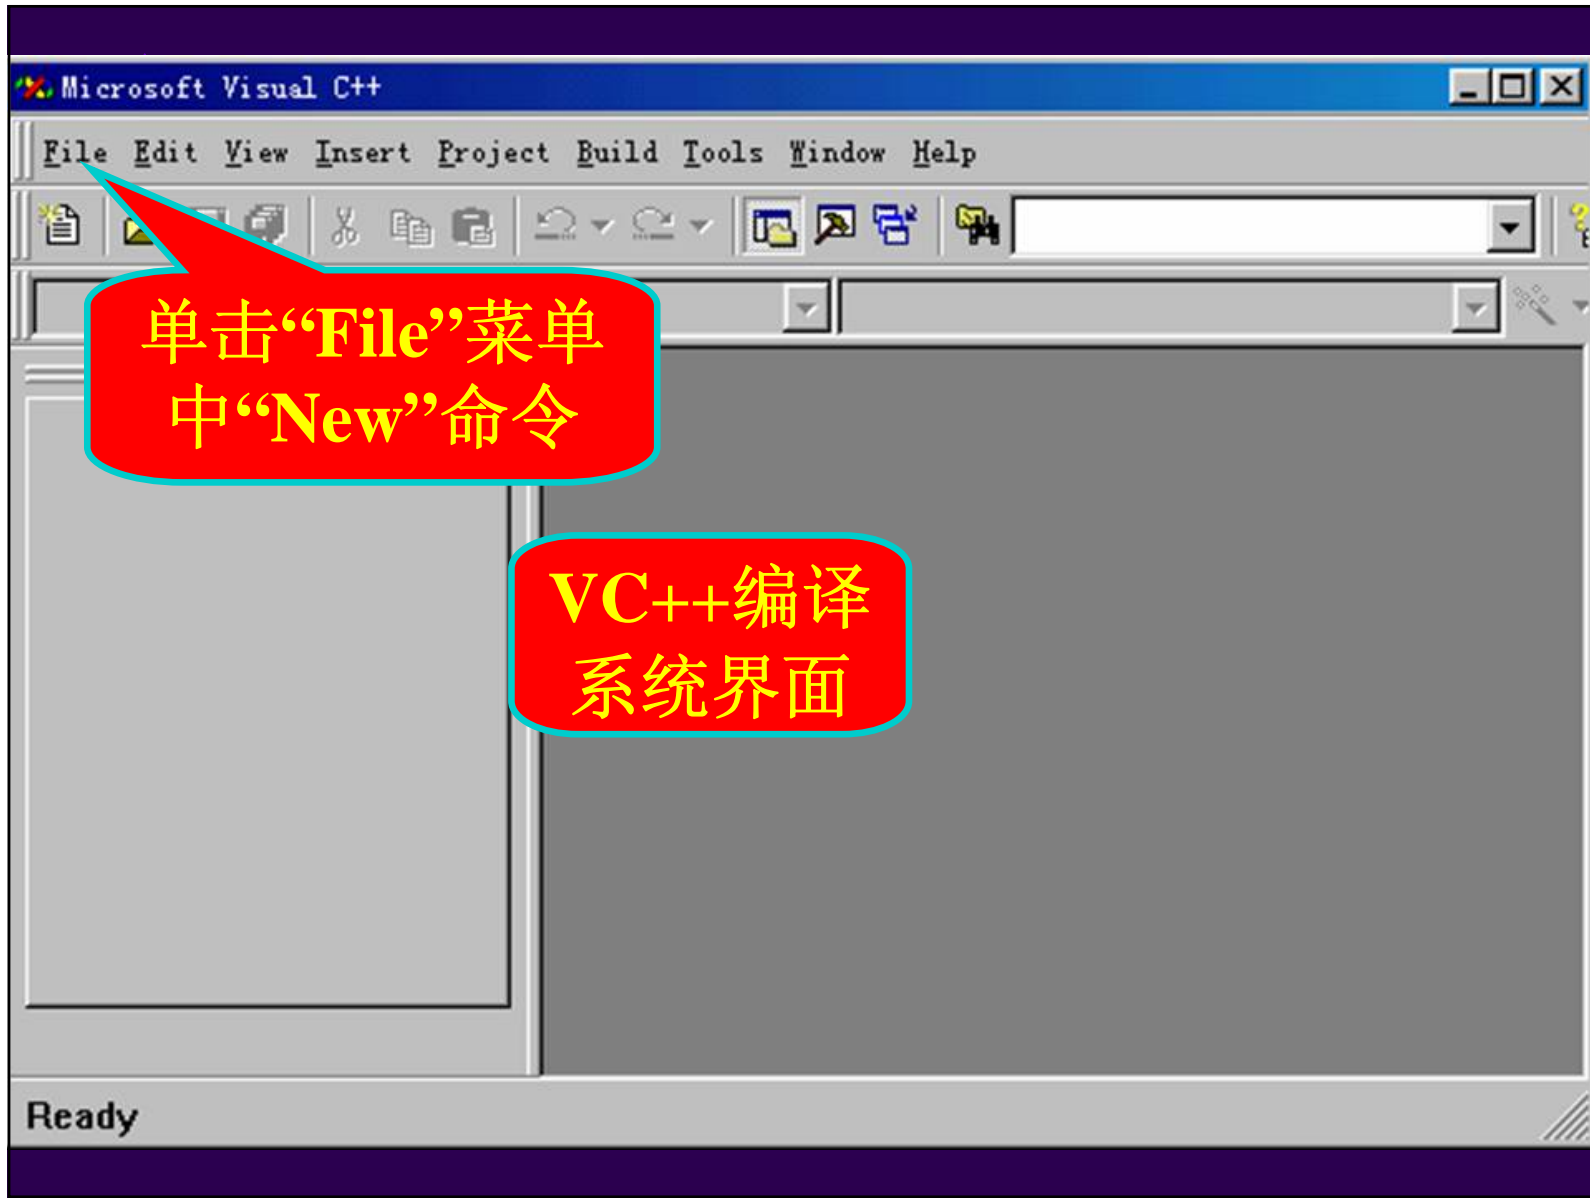 Microsoft Visual C++
File Edit View Insert Project Build Tools Window Help
单击“File”菜单
中“New”命令
VC++编译
系统界面
Ready